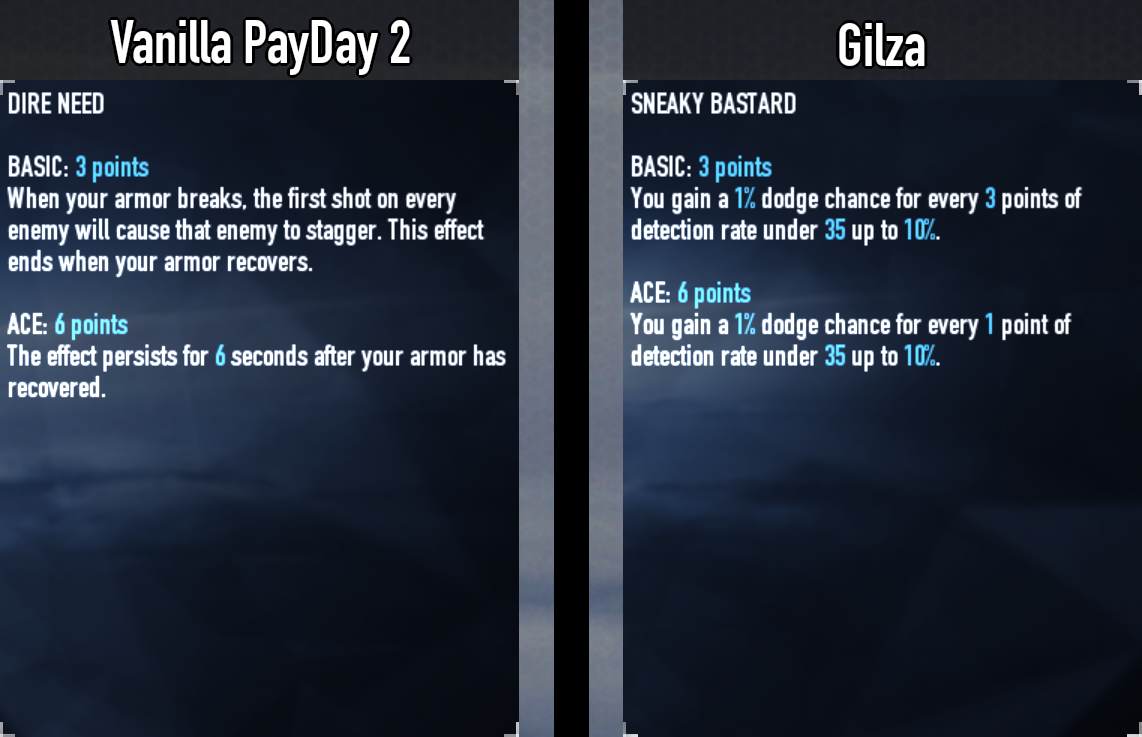 Vanilla PayDay 2
DIRE NEED
BASIC: 3 points
When your armor breaks, the first shot on every
enemy will cause that enemy to stagger. This effect
ends when your armor recovers.
ACE: 6 points
The effect persists for 6 seconds after your armor has
recovered.
Gilza
SNEAKY BASTARD
BASIC: 3 points
You gain a 1% dodge chance for every 3 points of
detection rate under 35 up to 10%.
ACE: 6 points
You gain a 1% dodge chance for every 1 point of
detection rate under 35 up to 10%.